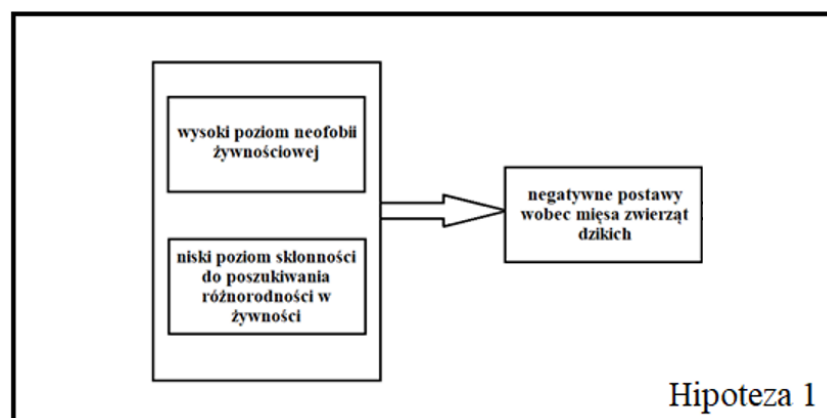 wysoki poziom neofobii
żywnościowej
niski poziom skłonności
do poszukiwania
różnorodności w
żywności
negatywne postawy
wobec mięsa zwierząt
dzikich
Hipoteza 1